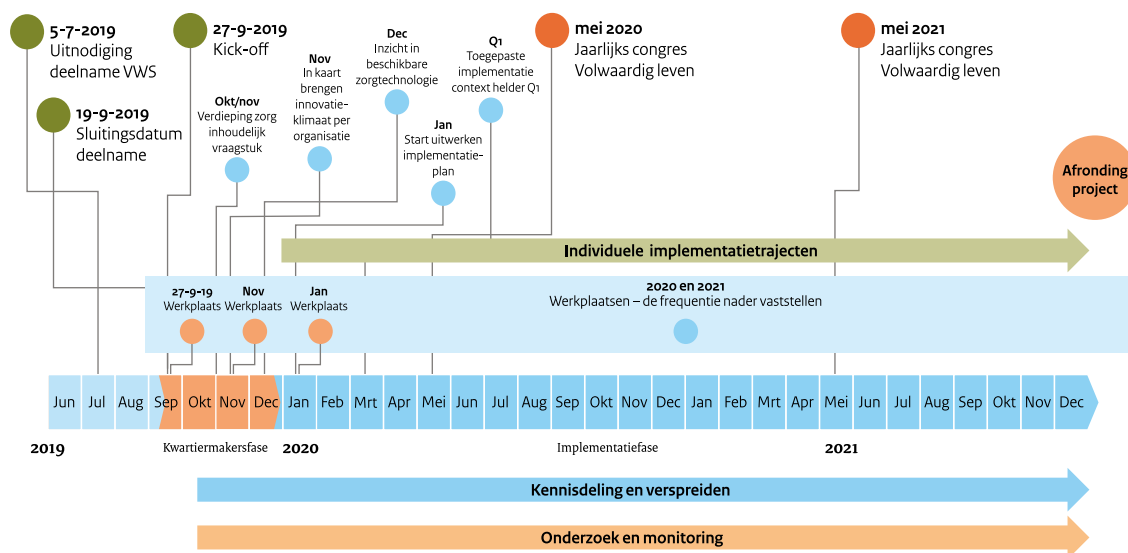 5-7-2019
Uitnodiging
deelname VWS
19-9-2019
Sluitingsdatum
deelname
27-9-2019
Kick-off
Okt/nov
Verdieping zorg
inhoudelijk
vraagstuk
Nov
In kaart
brengen
innovatie-
klimaat per
organisatie
Dec
Inzicht in
beschikbare
zorgtechnologie
Jan
Start uitwerken
implementatie-
plan
Q1
Toegepaste
implementatie
context helder Q1
mei 2020
Jaarlijks congres
Volwaardig leven
mei 2021
Jaarlijks congres
Volwaardig leven
Afronding
project
Individuele implementatietrajecten
27-9-19
Werkplaats
Nov
Werkplaats
Jan
Werkplaats
2020 en 2021
Werkplaatsen – de frequentie nader vaststellen
Jun Jul Aug Sep Okt Nov Dec Jan Feb Mrt Apr Mei Jun Jul Aug Sep Okt Nov Dec Jan Feb Mrt Apr Mei Jun Jul Aug Sep Okt Nov Dec
2019 Kwartiermakersfase 2020 Implementatiefase 2021
Kennisdeling en verspreiden
Onderzoek en monitoring